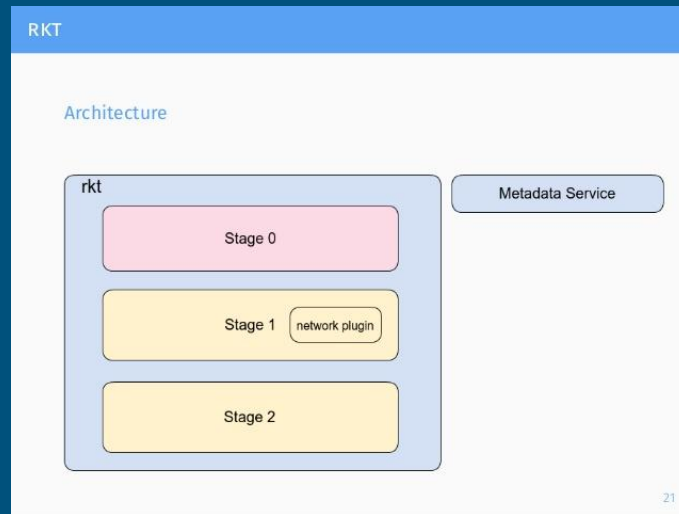 RKT
Architecture
rkt
Metadata Service
Stage 0
Stage 1
network plugin
Stage 2
21